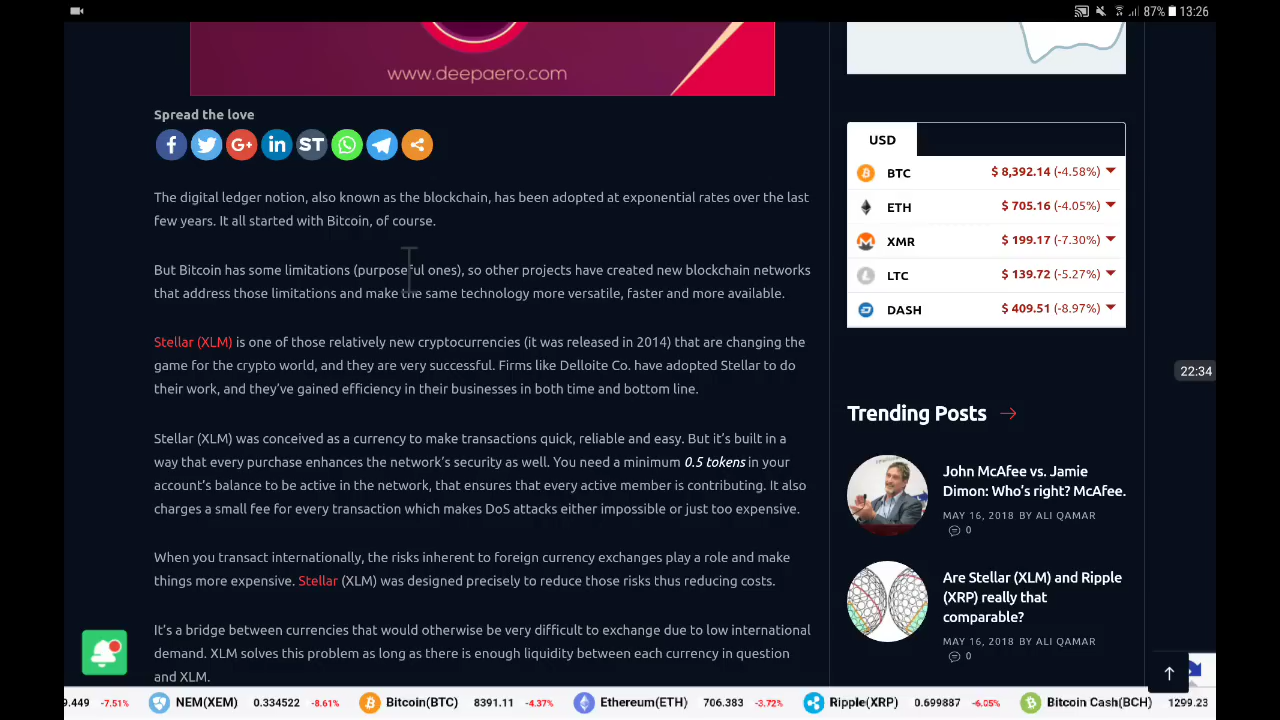 87% 13:26
www.deepaero.com
Spread the love
f G+ in ST
The digital ledger notion, also known as the blockchain, has been adopted at exponential rates over the last
few years. It all started with Bitcoin, of course.
But Bitcoin has some limitations (purposeful ones), so other projects have created new blockchain networks
that address those limitations and make the same technology more versatile, faster and more available.
Stellar (XLM) is one of those relatively new cryptocurrencies (it was released in 2014) that are changing the
game for the crypto world, and they are very successful. Firms like Delloite Co. have adopted Stellar to do
their work, and they've gained efficiency in their businesses in both time and bottom line.
Stellar (XLM) was conceived as a currency to make transactions quick, reliable and easy. But it's built in a
way that every purchase enhances the network's security as well. You need a minimum 0.5 tokens in your
account's balance to be active in the network, that ensures that every active member is contributing. It also
charges a small fee for every transaction which makes DoS attacks either impossible or just too expensive.
When you transact internationally, the risks inherent to foreign currency exchanges play a role and make
things more expensive. Stellar (XLM) was designed precisely to reduce those risks thus reducing costs.
It's a bridge between currencies that would otherwise be very difficult to exchange due to low international
demand. XLM solves this problem as long as there is enough liquidity between each currency in question
and XLM.
USD
BTC $ 8,392.14 (-4.58%)
ETH $ 705.16 (-4.05%)
XMR $ 199.17 (-7.30%)
LTC $ 139.72 (-5.27%)
DASH $ 409.51 (-8.97%)
22:34
Trending Posts
John McAfee vs. Jamie
Dimon: Who's right? McAfee.
MAY 16, 2018 BY ALI QAMAR
0
Are Stellar (XLM) and Ripple
(XRP) really that
comparable?
MAY 16, 2018 BY ALI QAMAR
0
9.449 -7.51% NEM(XEM) 0.334522 -8.61% Bitcoin(BTC) 8391.11 -4.37% Ethereum(ETH) 706.383 -3.72% Ripple(XRP) 0.699887 -6.05% Bitcoin Cash(BCH) 1299.23